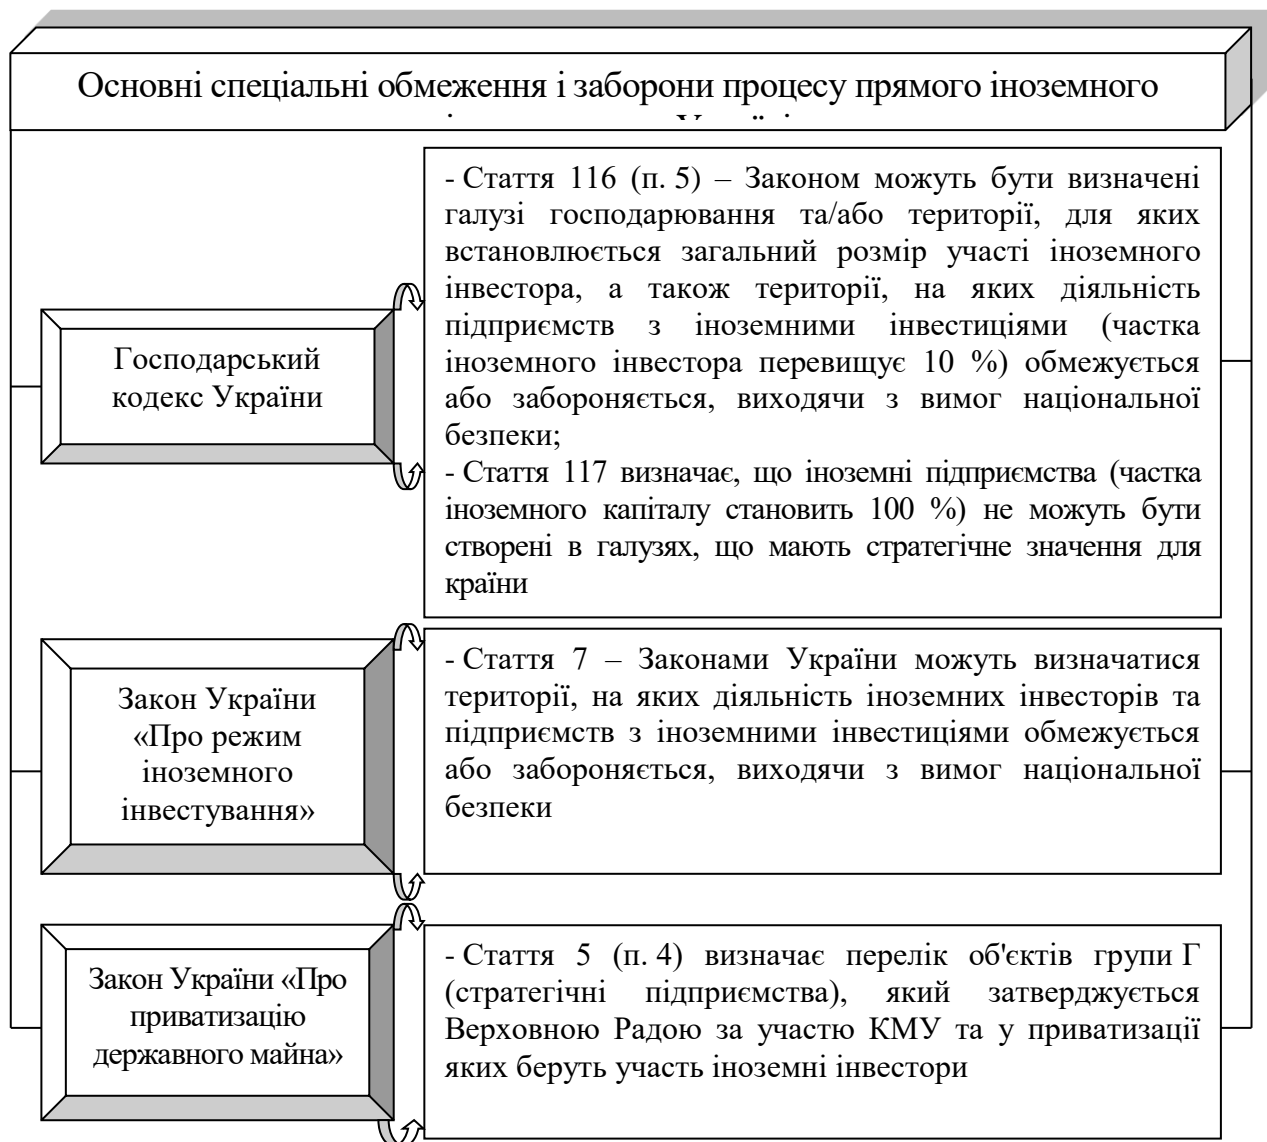 Основні спеціальні обмеження і заборони процесу прямого іноземного
Господарський
кодекс України
- Стаття 116 (п. 5) – Законом можуть бути визначені
галузі господарювання та/або території, для яких
встановлюється загальний розмір участі іноземного
інвестора, а також території, на яких діяльність
підприємств з іноземними інвестиціями (частка
іноземного інвестора перевищує 10 %) обмежується
або забороняється, виходячи з вимог національної
безпеки;
- Стаття 117 визначає, що іноземні підприємства (частка
іноземного капіталу становить 100 %) не можуть бути
створені в галузях, що мають стратегічне значення для
країни
Закон України
«Про режим
іноземного
інвестування»
- Стаття 7 – Законами України можуть визначатися
території, на яких діяльність іноземних інвесторів та
підприємств з іноземними інвестиціями обмежується
або забороняється, виходячи з вимог національної
безпеки
Закон України «Про
приватизацію
державного майна»
- Стаття 5 (п. 4) визначає перелік об'єктів групи Г
(стратегічні підприємства), який затверджується
Верховною Радою за участю КМУ та у приватизації
яких беруть участь іноземні інвестори